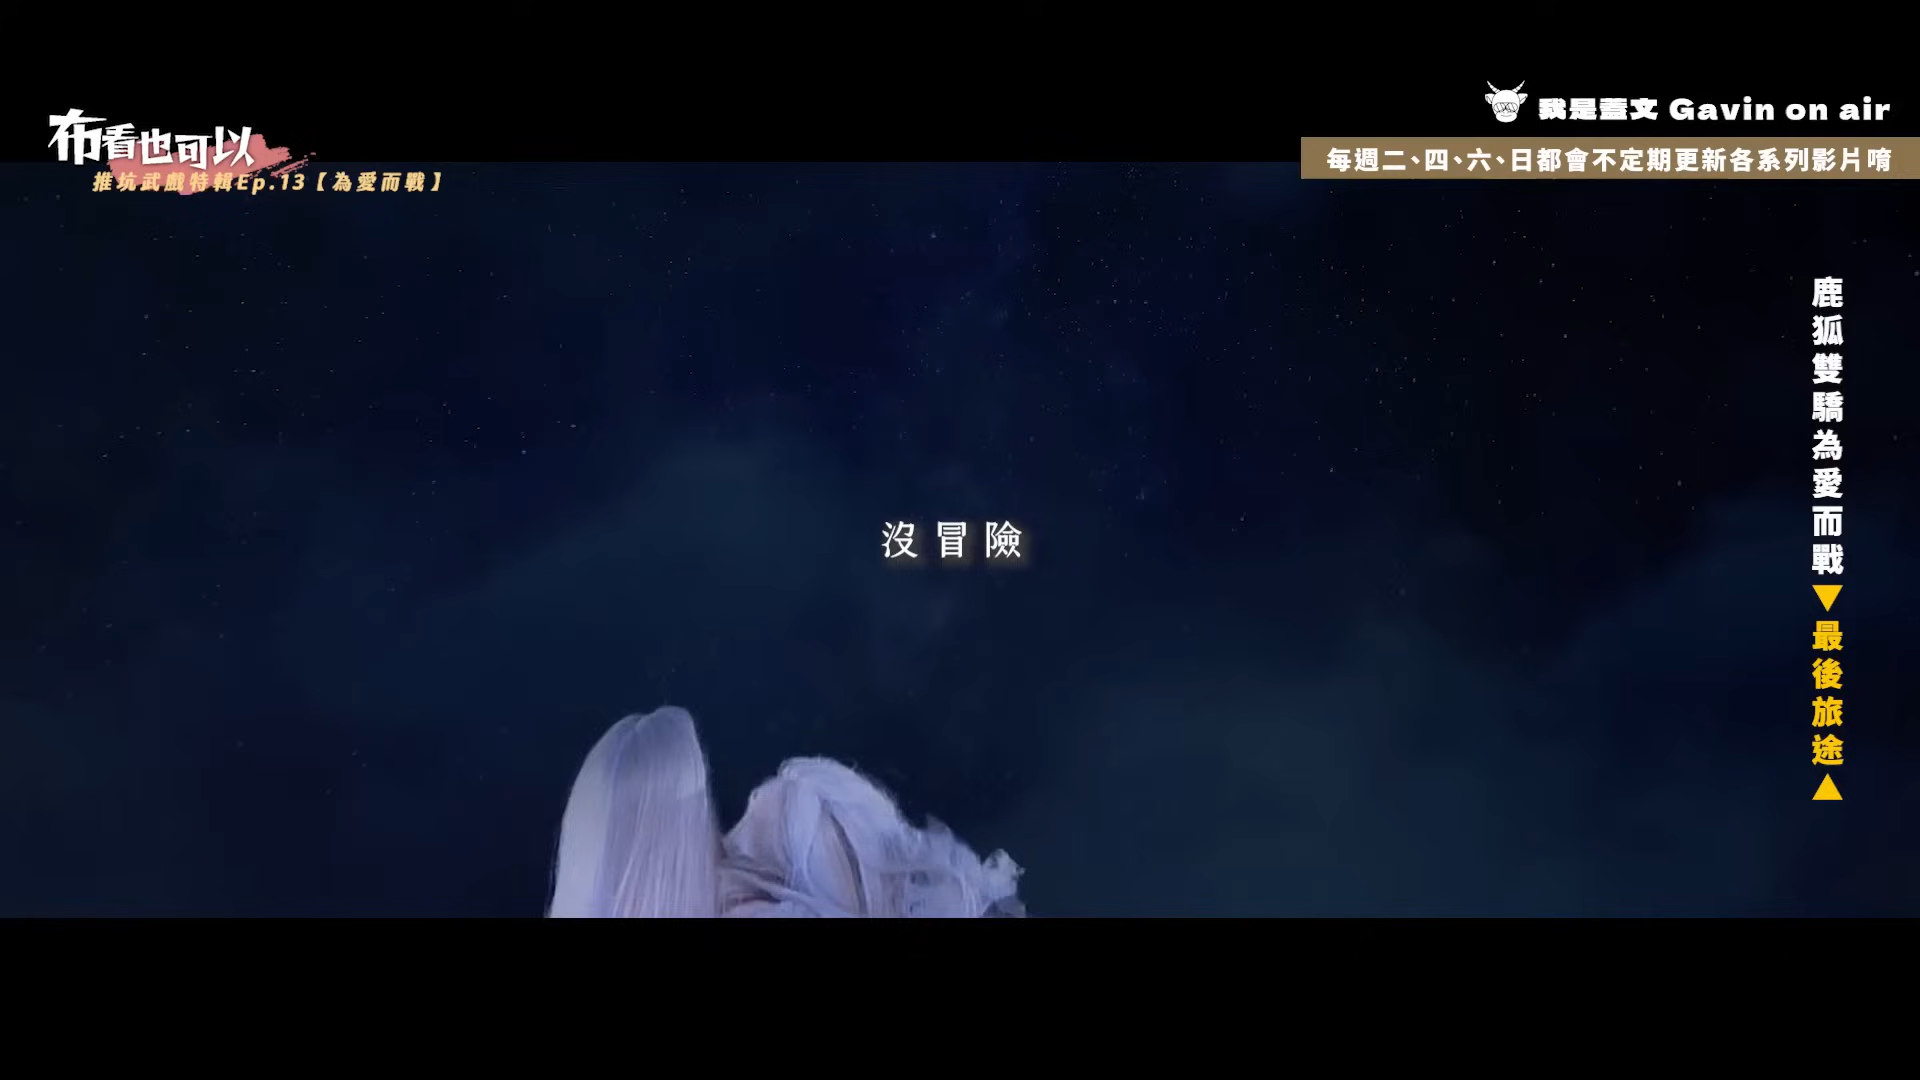 布看也可以
推坑武戲特輯Ep.13【為愛而戰】
我是蓋文 Gavin on air
每週二、四、六、日都會不定期更新各系列影片唷
沒冒險
鹿狐雙驕為愛而戰▼最後旅途▲